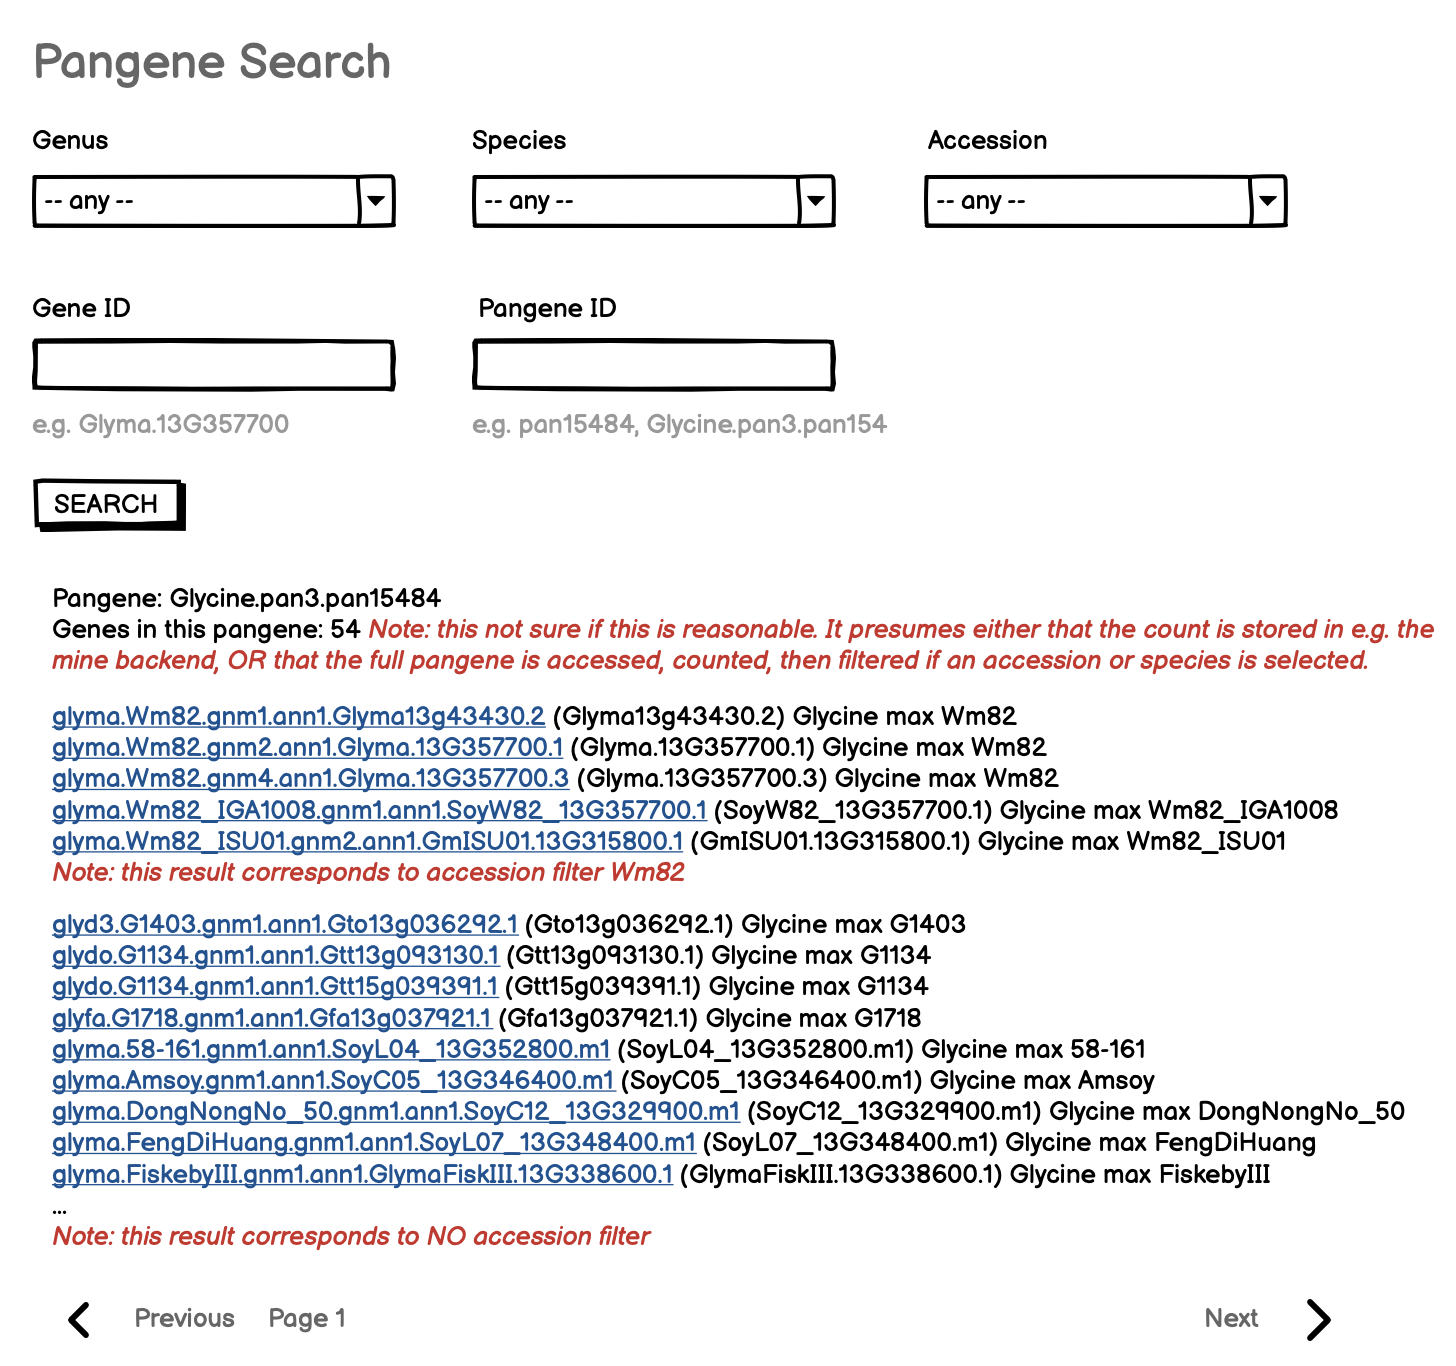 Pangene Search
Genus Species Accession
-- any -- -- any -- -- any --
Gene ID Pangene ID
e.g. Glyma.13G357700 e.g. pan15484, Glycine.pan3.pan154
SEARCH
Pangene: Glycine.pan3.pan15484
Genes in this pangene: 54 Note: this not sure if this is reasonable. It presumes either that the count is stored in e.g. the
mine backend, OR that the full pangene is accessed, counted, then filtered if an accession or species is selected.
glyma.Wm82.gnm1.ann1.Glyma13g43430.2 (Glyma13g43430.2) Glycine max Wm82
glyma.Wm82.gnm2.ann1.Glyma.13G357700.1 (Glyma.13G357700.1) Glycine max Wm82
glyma.Wm82.gnm4.ann1.Glyma.13G357700.3 (Glyma.13G357700.3) Glycine max Wm82
glyma.Wm82_IGA1008.gnm1.ann1.SoyW82_13G357700.1 (SoyW82_13G357700.1) Glycine max Wm82_IGA1008
glyma.Wm82_ISU01.gnm2.ann1.GmISU01.13G315800.1 (GmISU01.13G315800.1) Glycine max Wm82_ISU01
Note: this result corresponds to accession filter Wm82
glyd3.G1403.gnm1.ann1.Gto13g036292.1 (Gto13g036292.1) Glycine max G1403
glydo.G1134.gnm1.ann1.Gtt13g093130.1 (Gtt13g093130.1) Glycine max G1134
glydo.G1134.gnm1.ann1.Gtt15g039391.1 (Gtt15g039391.1) Glycine max G1134
glyfa.G1718.gnm1.ann1.Gfa13g037921.1 (Gfa13g037921.1) Glycine max G1718
glyma.58-161.gnm1.ann1.SoyL04_13G352800.m1 (SoyL04_13G352800.m1) Glycine max 58-161
glyma.Amsoy.gnm1.ann1.SoyC05_13G346400.m1 (SoyC05_13G346400.m1) Glycine max Amsoy
glyma.DongNongNo_50.gnm1.ann1.SoyC12_13G329900.m1 (SoyC12_13G329900.m1) Glycine max DongNongNo_50
glyma.FengDiHuang.gnm1.ann1.SoyL07_13G348400.m1 (SoyL07_13G348400.m1) Glycine max FengDiHuang
glyma.FiskebyIII.gnm1.ann1.GlymaFiskIII.13G338600.1 (GlymaFiskIII.13G338600.1) Glycine max FiskebyIII
...
Note: this result corresponds to NO accession filter
Previous Page 1 Next